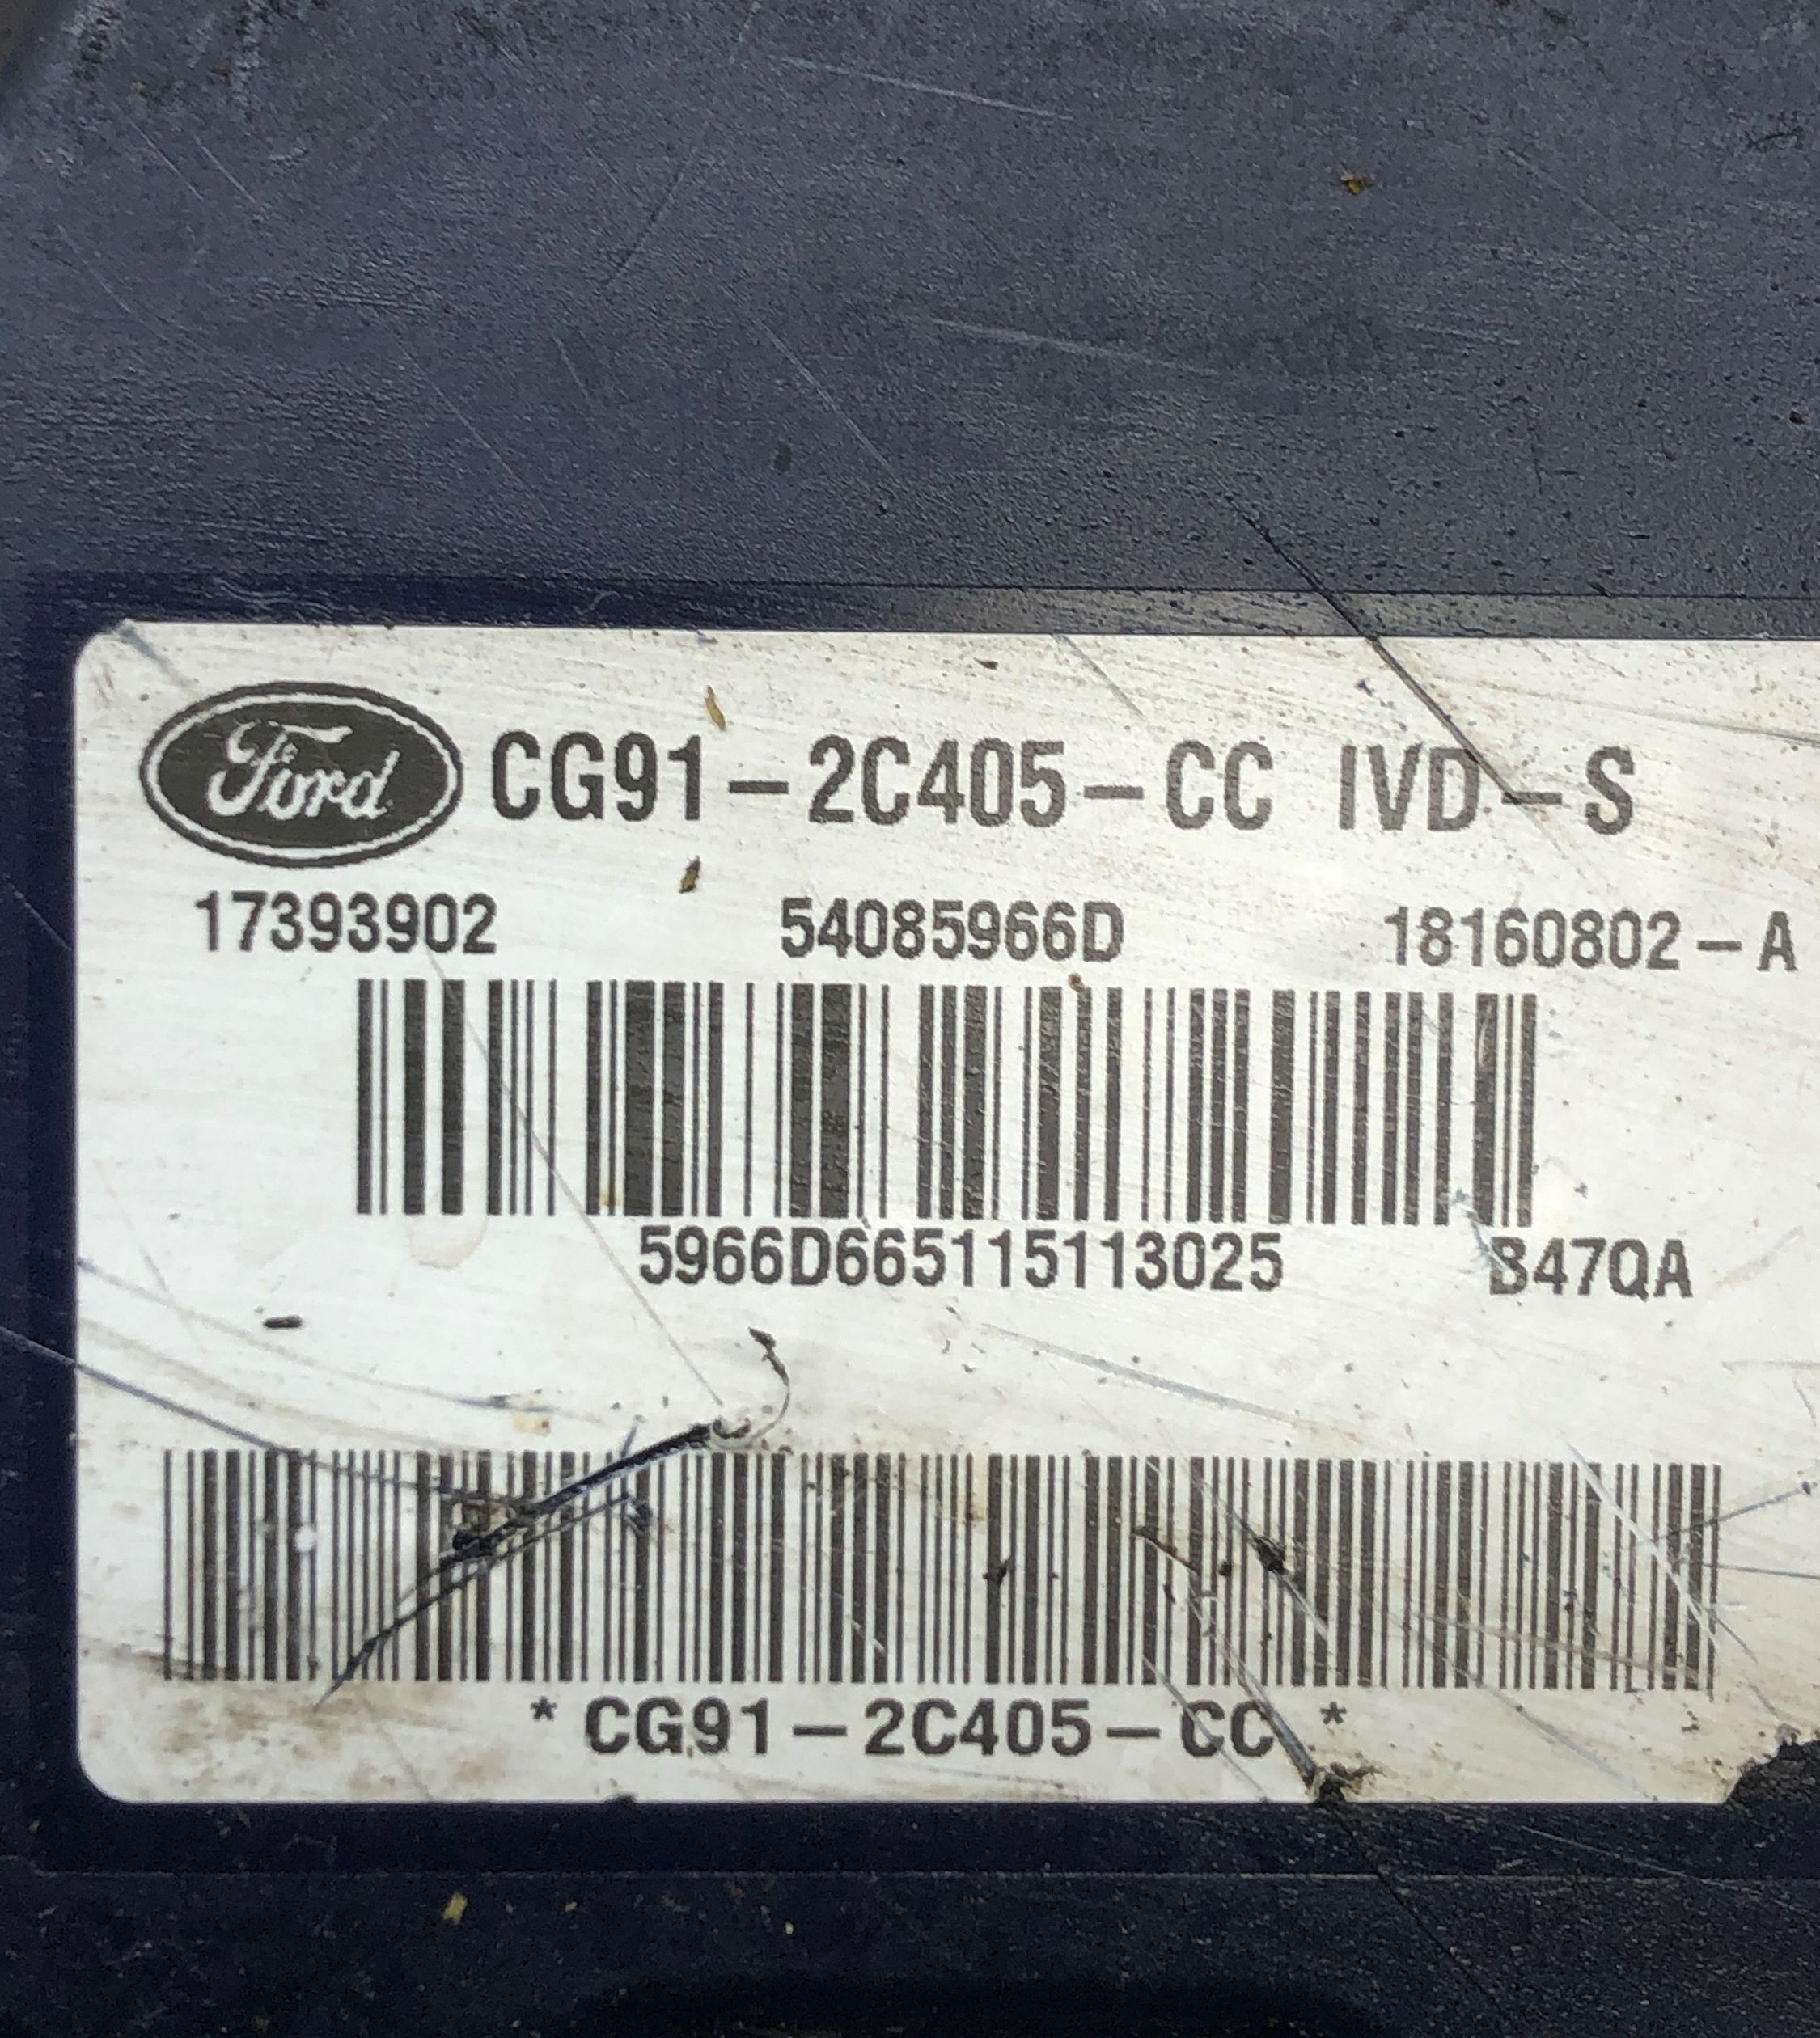 Ford CG91-2C405-CC IVD-S
17393902 54085966D 18160802-A
5966D665115113025 B47QA
*CG91-2C405-CC*